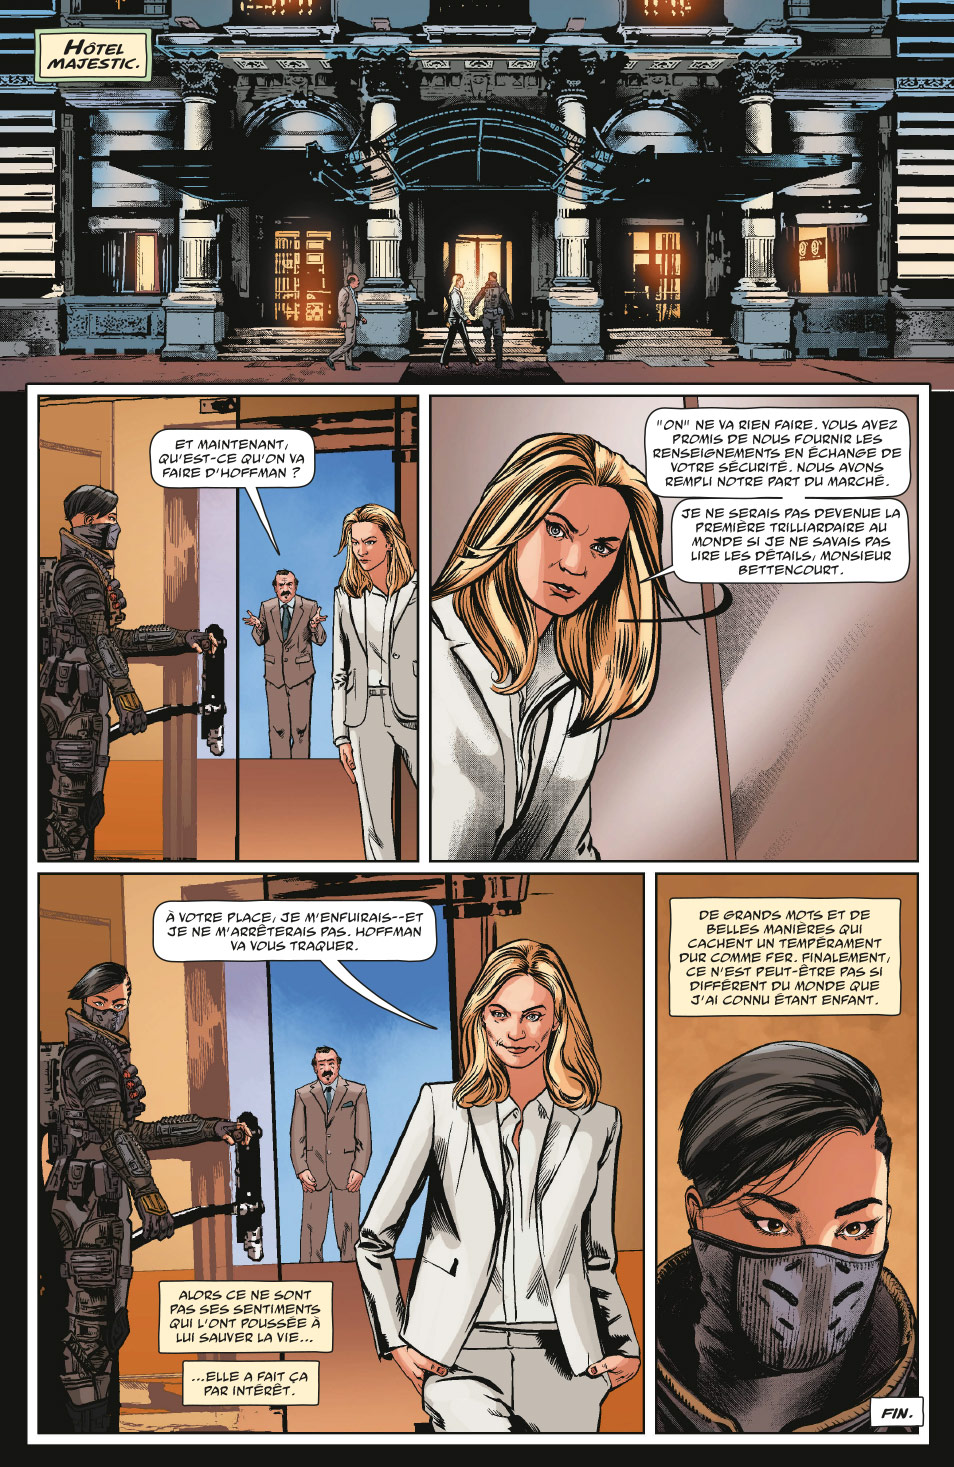 HÔTEL
MAJESTIC.
ET MAINTENANT,
QU'EST-CE QU'ON VA
FAIRE D'HOFFMAN ?
"ON" NE VA RIEN FAIRE. VOUS AVEZ
PROMIS DE NOUS FOURNIR LES
RENSEIGNEMENTS EN ÉCHANGE DE
VOTRE SÉCURITÉ. NOUS AVONS
REMPLI NOTRE PART DU MARCHÉ.
JE NE SERAIS PAS DEVENUE LA
PREMIÈRE TRILLIARDAIRE AU
MONDE SI JE NE SAVAIS PAS
LIRE LES DÉTAILS, MONSIEUR
BETTENCOURT.
À VOTRE PLACE, JE M'ENFUIRAIS--ET
JE NE M'ARRÊTERAIS PAS. HOFFMAN
VA VOUS TRAQUER.
ALORS CE NE SONT
PAS SES SENTIMENTS
QUI L'ONT POUSSÉE À
LUI SAUVER LA VIE...
...ELLE A FAIT ÇA
PAR INTÉRÊT.
DE GRANDS MOTS ET DE
BELLES MANIÈRES QUI
CACHENT UN TEMPÉRAMENT
DUR COMME FER. FINALEMENT,
CE N'EST PEUT-ÊTRE PAS SI
DIFFÉRENT DU MONDE QUE
J'AI CONNU ÉTANT ENFANT.
FIN.